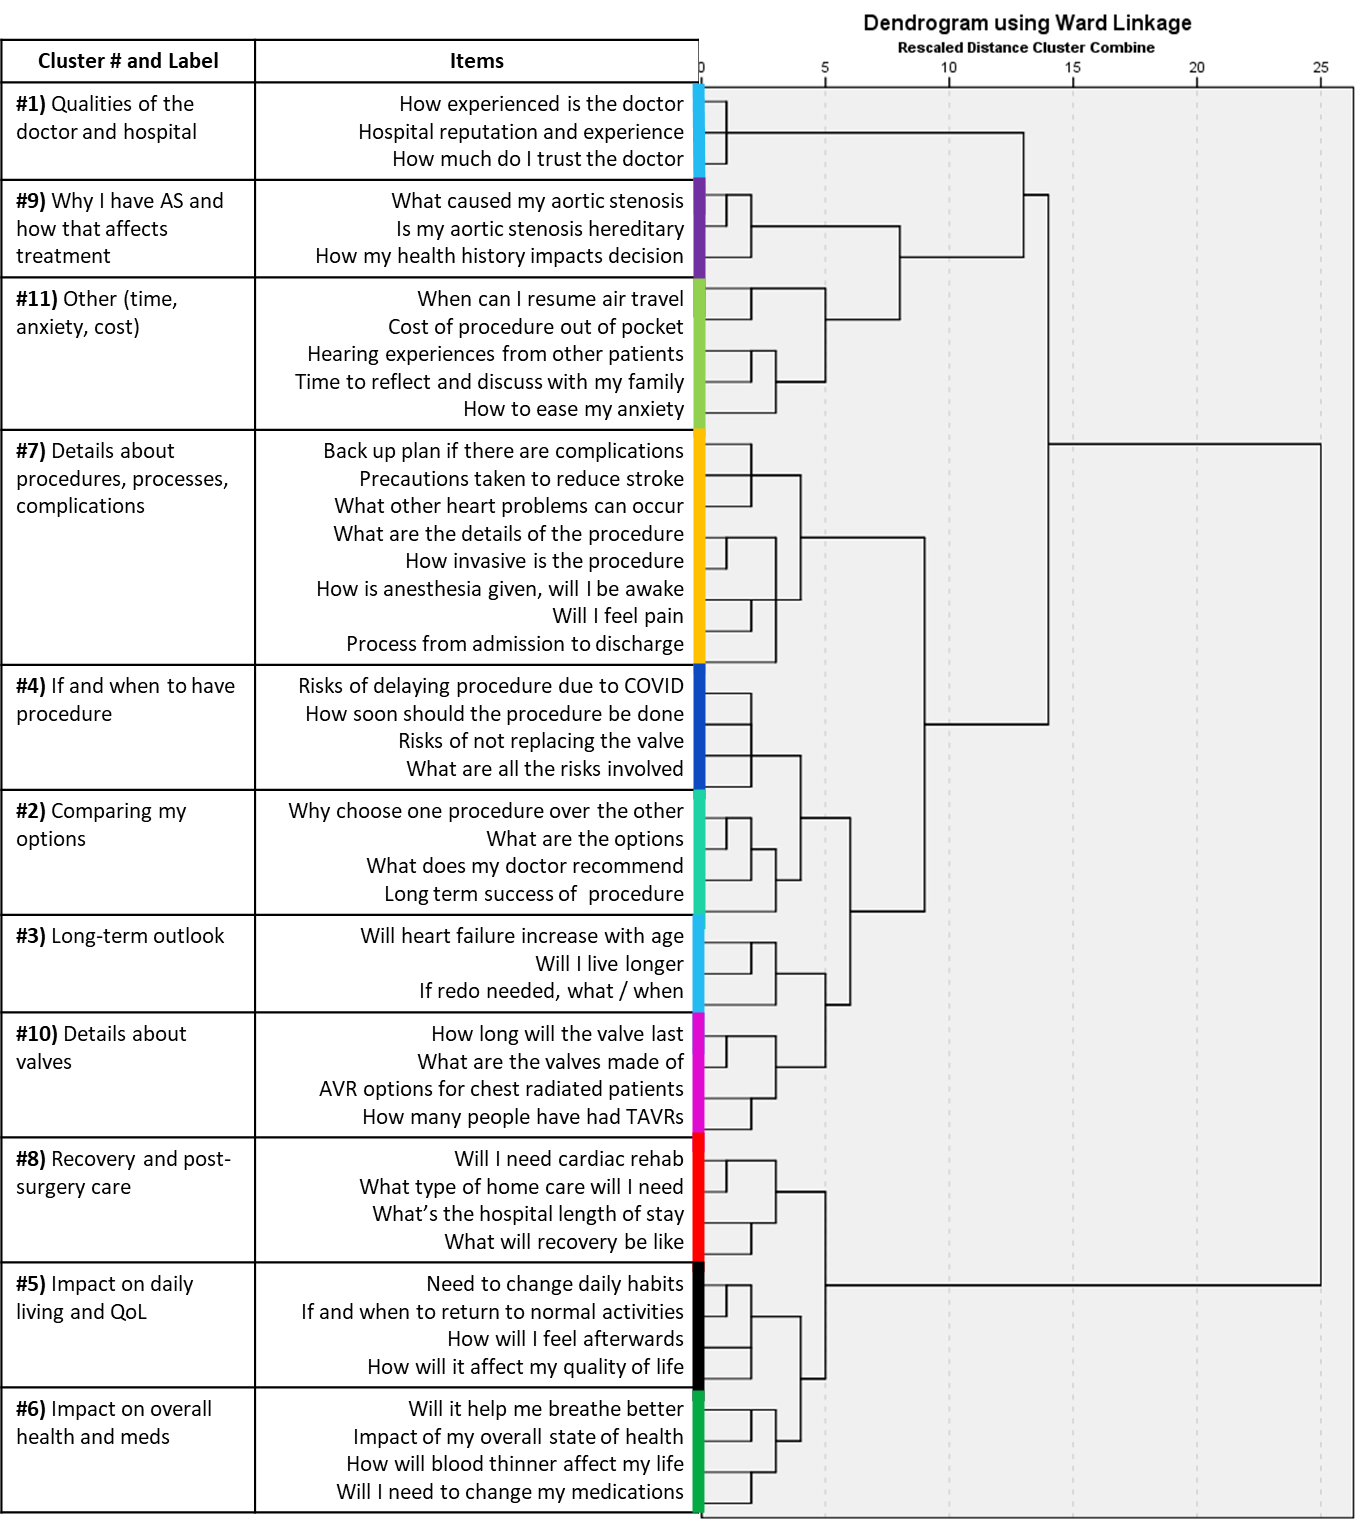 Dendrogram using Ward Linkage
Rescaled Distance Cluster Combine
0 5 10 15 20 25
Cluster # and Label Items
#1) Qualities of the
doctor and hospital
How experienced is the doctor
Hospital reputation and experience
How much do I trust the doctor
#9) Why I have AS and
how that affects
treatment
What caused my aortic stenosis
Is my aortic stenosis hereditary
How my health history impacts decision
#11) Other (time,
anxiety, cost)
When can I resume air travel
Cost of procedure out of pocket
Hearing experiences from other patients
Time to reflect and discuss with my family
How to ease my anxiety
#7) Details about
procedures, processes,
complications
Back up plan if there are complications
Precautions taken to reduce stroke
What other heart problems can occur
What are the details of the procedure
How invasive is the procedure
How is anesthesia given, will I be awake
Will I feel pain
Process from admission to discharge
#4) If and when to have
procedure
Risks of delaying procedure due to COVID
How soon should the procedure be done
Risks of not replacing the valve
What are all the risks involved
#2) Comparing my
options
Why choose one procedure over the other
What are the options
What does my doctor recommend
Long term success of procedure
#3) Long-term outlook
Will heart failure increase with age
Will I live longer
If redo needed, what / when
#10) Details about
valves
How long will the valve last
What are the valves made of
AVR options for chest radiated patients
How many people have had TAVRs
#8) Recovery and post-
surgery care
Will I need cardiac rehab
What type of home care will I need
What’s the hospital length of stay
What will recovery be like
#5) Impact on daily
living and QoL
Need to change daily habits
If and when to return to normal activities
How will I feel afterwards
How will it affect my quality of life
#6) Impact on overall
health and meds
Will it help me breathe better
Impact of my overall state of health
How will blood thinner affect my life
Will I need to change my medications